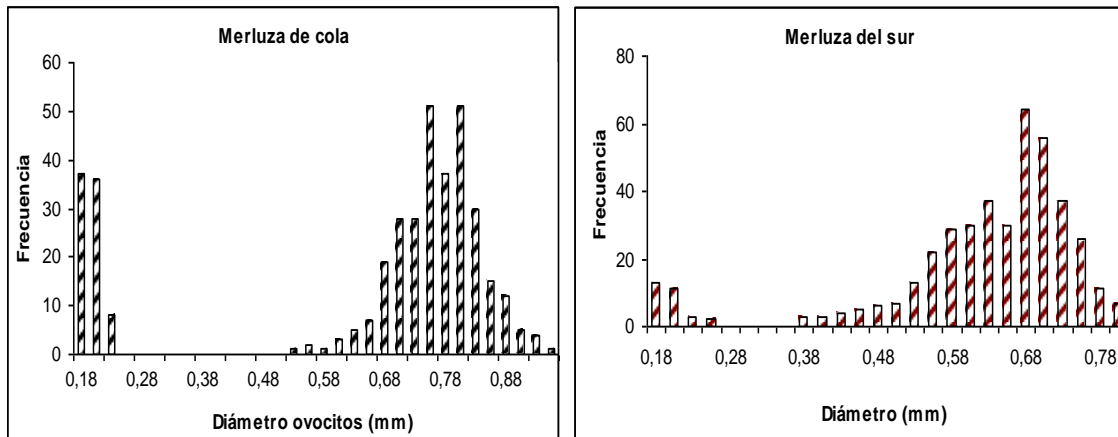 Merluza de cola
60
50
40
30
20
10
0
Frecuencia
0,18 0,28 0,38 0,48 0,58 0,68 0,78 0,88
Diámetro ovocitos (mm)
Merluza del sur
80
60
40
20
0
Frecuencia
0,18 0,28 0,38 0,48 0,58 0,68 0,78
Diámetro (mm)